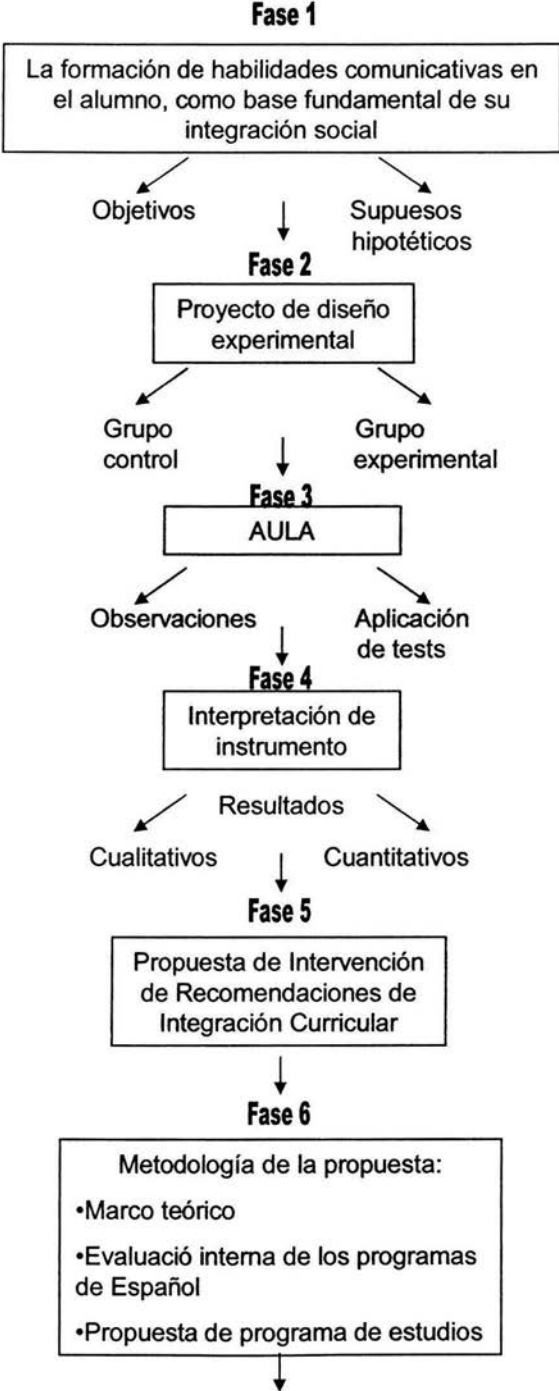 Fase 1
La formación de habilidades comunicativas en
el alumno, como base fundamental de su
integración social
Objetivos
Supuesos
hipotéticos
Fase 2
Proyecto de diseño
experimental
Grupo
control
Grupo
experimental
Fase 3
AULA
Observaciones
Aplicación
de tests
Fase 4
Interpretación de
instrumento
Resultados
Cualitativos
Cuantitativos
Fase 5
Propuesta de Intervención
de Recomendaciones de
Integración Curricular
Fase 6
Metodología de la propuesta:
•Marco teórico
•Evaluació interna de los programas
de Español
•Propuesta de programa de estudios